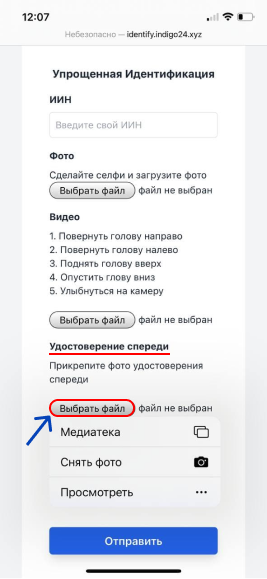 12:07
Небезопасно — identify.indigo24.xyz
Упрощенная Идентификация
ИИН
Введите свой ИИН
Фото
Сделайте селфи и загрузите фото
Выбрать файл файл не выбран
Видео
1. Повернуть голову направо
2. Повернуть голову налево
3. Поднять голову вверх
4. Опустить глову вниз
5. Улыбнуться на камеру
Выбрать файл файл не выбран
Удостоверение спереди
Прикрепите фото удостоверения
спереди
Выбрать файл файл не выбран
Медиатека
Снять фото
Просмотреть
Отправить